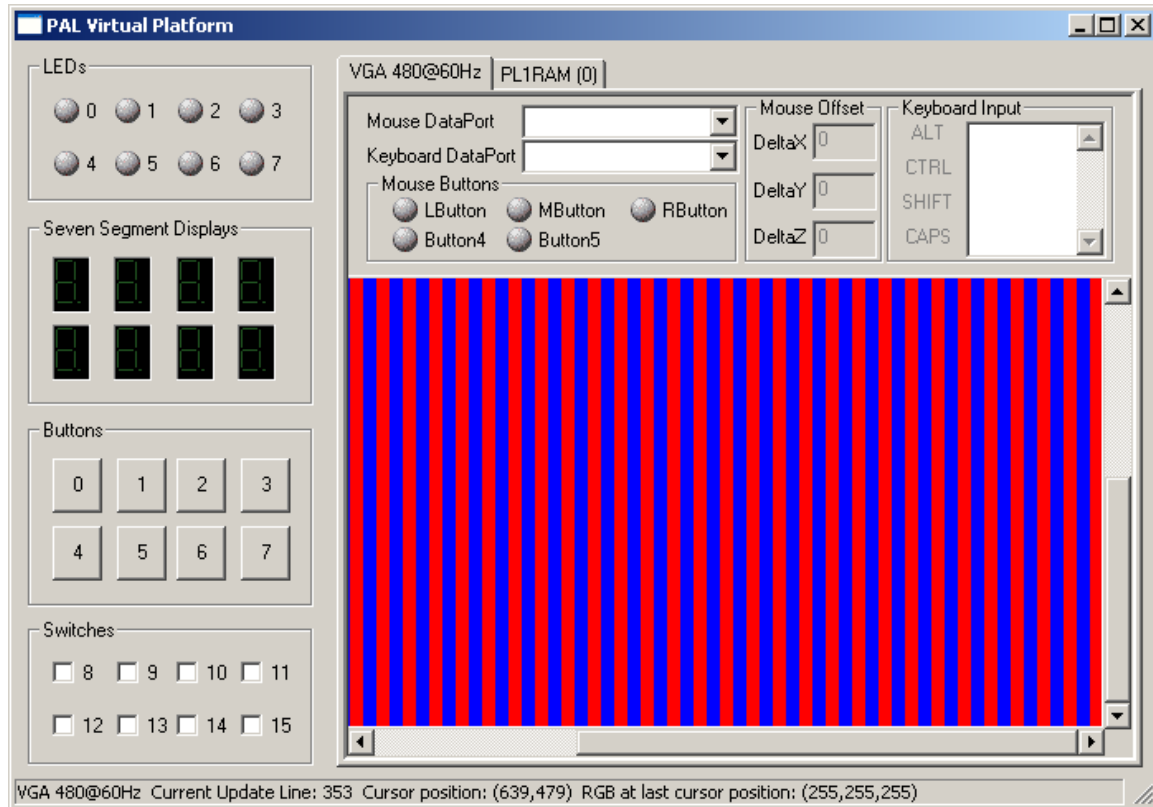 PAL Virtual Platform
LEDs
0 1 2 3
4 5 6 7
Seven Segment Displays
Buttons
0 1 2 3
4 5 6 7
Switches
8 9 10 11
12 13 14 15
VGA 480@60Hz PL1RAM (0)
Mouse DataPort
Keyboard DataPort
Mouse Buttons
LButton MButton RButton
Button4 Button5
Mouse Offset
DeltaX 0
DeltaY 0
DeltaZ 0
Keyboard Input
ALT
CTRL
SHIFT
CAPS
VGA 480@60Hz Current Update Line: 353 Cursor position: (639,479) RGB at last cursor position: (255,255,255)